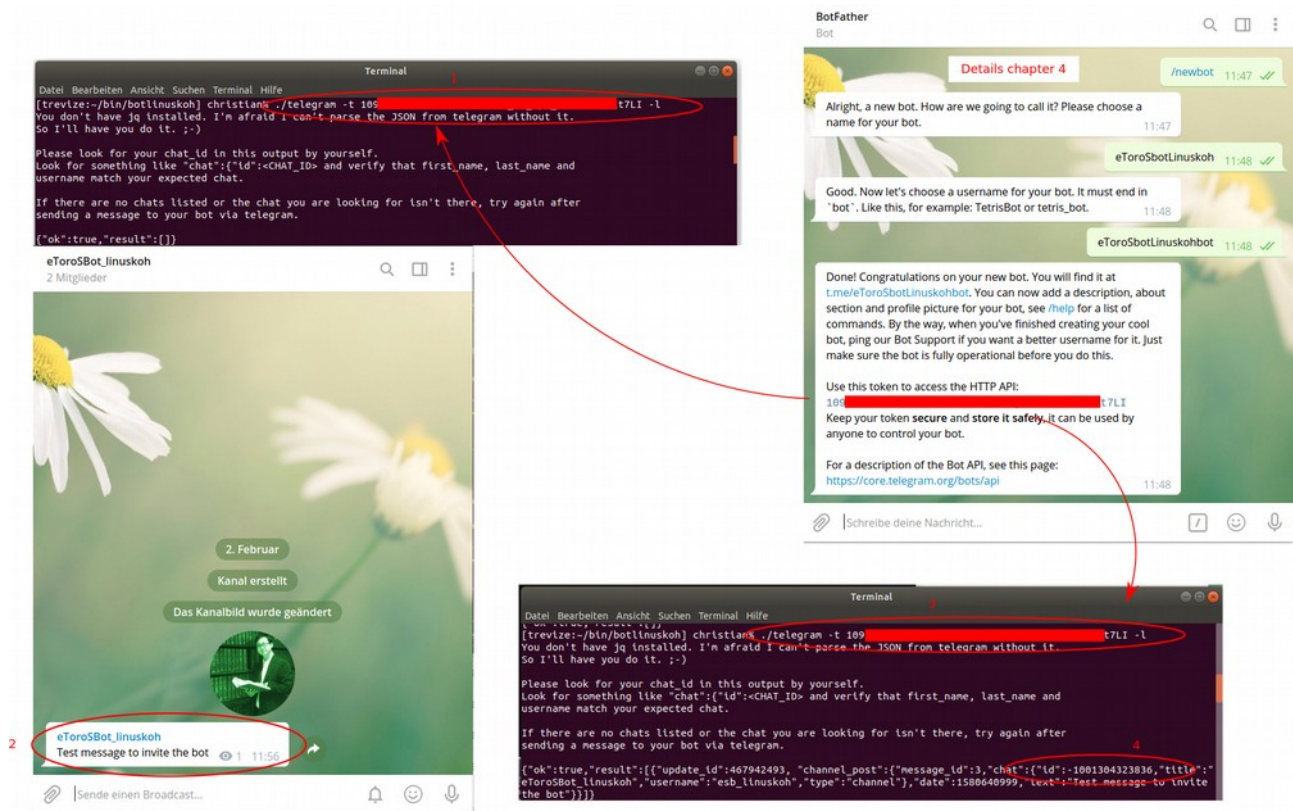 Terminal
1
Datei Bearbeiten Ansicht Suchen Terminal Hilfe
[trevize:~/bin/botlinuskoh] christian% ./telegram -t 109 t7LI -l
You don't have jq installed. I'm afraid I can't parse the JSON from telegram without it.
So I'll have you do it. ;-)
Please look for your chat_id in this output by yourself.
Look for something like "chat":{"id":<CHAT_ID> and verify that first_name, last_name and
username match your expected chat.
If there are no chats listed or the chat you are looking for isn't there, try again after
sending a message to your bot via telegram.
{"ok":true,"result":[]}
BotFather
Bot
Details chapter 4
/newbot 11:47
Alright, a new bot. How are we going to call it? Please choose a
name for your bot.
11:47
eToroSbotLinuskoh 11:48
Good. Now let's choose a username for your bot. It must end in
`bot`. Like this, for example: TetrisBot or tetris_bot.
11:48
eToroSbotLinuskohbot 11:48
Done! Congratulations on your new bot. You will find it at
t.me/eToroSbotLinuskohbot. You can now add a description, about
section and profile picture for your bot, see /help for a list of
commands. By the way, when you've finished creating your cool
bot, ping our Bot Support if you want a better username for it. Just
make sure the bot is fully operational before you do this.
Use this token to access the HTTP API:
109 t7LI
Keep your token secure and store it safely, it can be used by
anyone to control your bot.
For a description of the Bot API, see this page:
https://core.telegram.org/bots/api
11:48
Schreibe deine Nachricht...
eToroSBot_linuskoh
2 Mitglieder
2. Februar
Kanal erstellt
Das Kanalbild wurde geändert
2
eToroSBot_linuskoh
Test message to invite the bot 1 11:56
Sende einen Broadcast...
Terminal
3
Datei Bearbeiten Ansicht Suchen Terminal Hilfe
{"ok":true,"result":[]}
[trevize:~/bin/botlinuskoh] christian% ./telegram -t 109 t7LI -l
You don't have jq installed. I'm afraid I can't parse the JSON from telegram without it.
So I'll have you do it. ;-)
Please look for your chat_id in this output by yourself.
Look for something like "chat":{"id":<CHAT_ID> and verify that first_name, last_name and
username match your expected chat.
If there are no chats listed or the chat you are looking for isn't there, try again after
sending a message to your bot via telegram.
4
{"ok":true,"result":[{"update_id":467942493, "channel_post":{"message_id":3,"chat":{"id":-1001304323836,"title":"
eToroSBot_linuskoh","username":"esb_linuskoh","type":"channel"},"date":1580640999,"text":"Test message to invite
the bot"}}]}